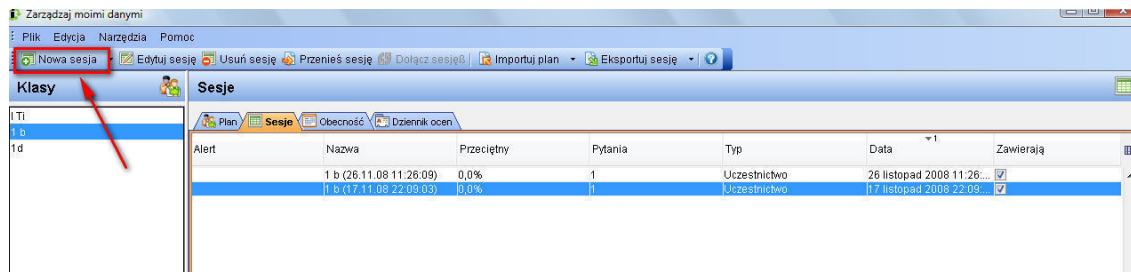 Zarządzaj moimi danymi
Plik Edycja Narzędzia Pomoc
Nowa sesja Edytuj sesję Usuń sesję Przenieś sesję Dołącz sesjęß Importuj plan Eksportuj sesję
Klasy Sesje
I Ti
1 b
1d
Plan Sesje Obecność Dziennik ocen
Alert Nazwa Przeciętny Pytania Typ Data 1 Zawierają
1 b (26.11.08 11:26:09) 0,0% 1 Uczestnictwo 26 listopad 2008 11:26:...
1 b (17.11.08 22:09:03) 0,0% 1 Uczestnictwo 17 listopad 2008 22:09:...